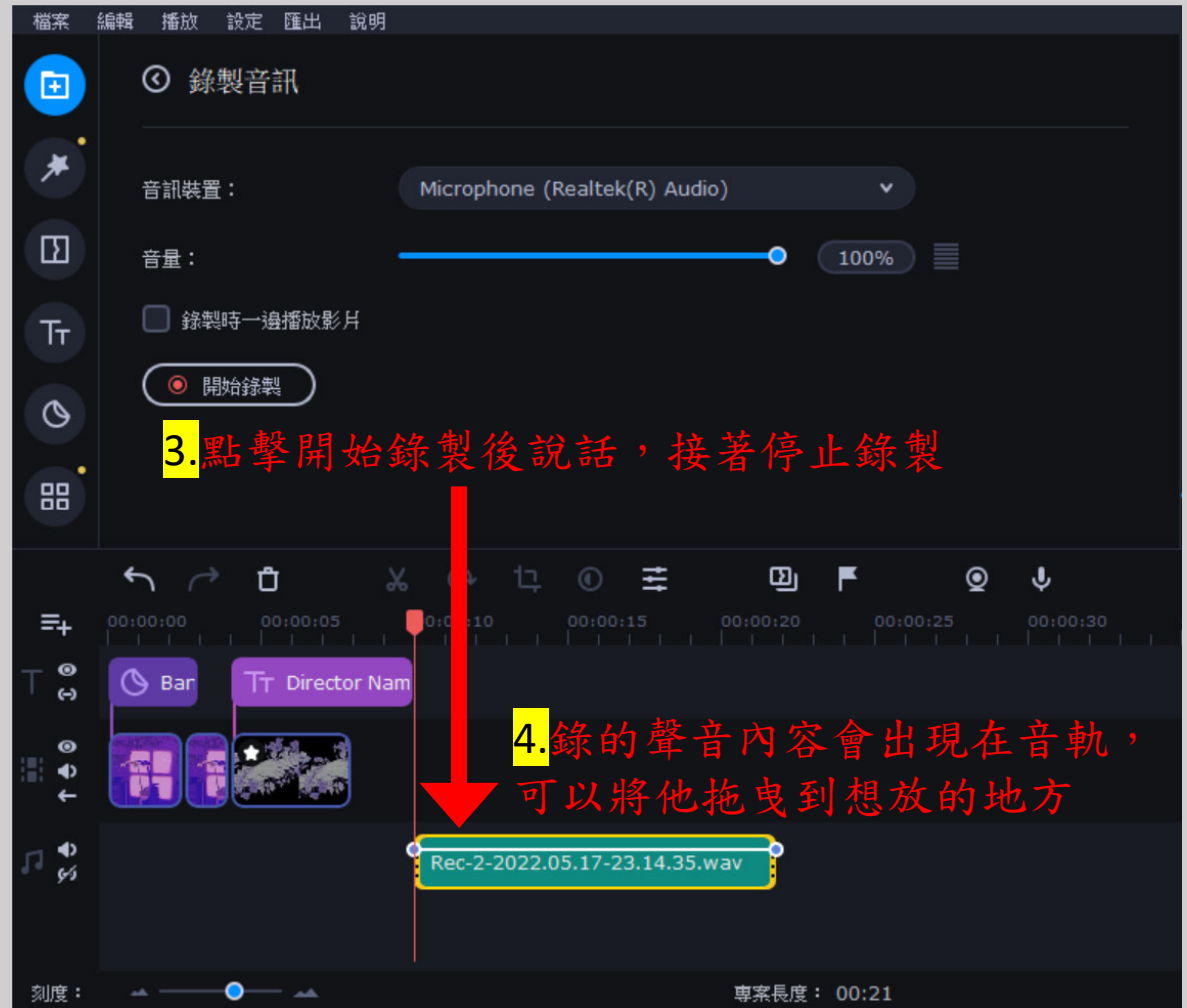 檔案 編輯 播放 設定 匯出 說明
錄製音訊
音訊裝置：
Microphone (Realtek(R) Audio)
音量：
100%
錄製時一邊播放影片
開始錄製
3.點擊開始錄製後說話，接著停止錄製
00:00:00 00:00:05 00:00:15 00:00:20 00:00:25 00:00:30
Bar
Director Nam
4.錄的聲音內容會出現在音軌，
可以將他拖曳到想放的地方
Rec-2-2022.05.17-23.14.35.wav
刻度：
專案長度： 00:21